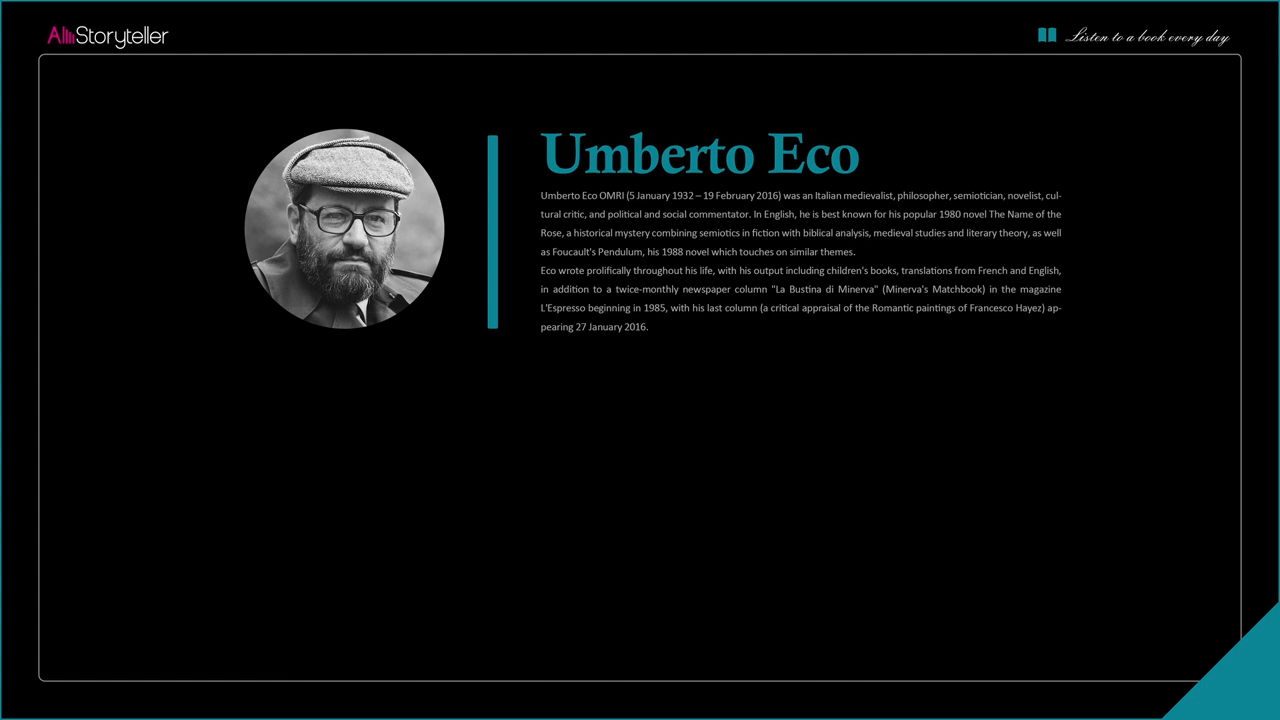 AIStoryteller
Listen to a book every day
Umberto Eco
Umberto Eco OMRI (5 January 1932 – 19 February 2016) was an Italian medievalist, philosopher, semiotician, novelist, cul-
tural critic, and political and social commentator. In English, he is best known for his popular 1980 novel The Name of the
Rose, a historical mystery combining semiotics in fiction with biblical analysis, medieval studies and literary theory, as well
as Foucault's Pendulum, his 1988 novel which touches on similar themes.
Eco wrote prolifically throughout his life, with his output including children's books, translations from French and English,
in addition to a twice-monthly newspaper column "La Bustina di Minerva" (Minerva's Matchbook) in the magazine
L'Espresso beginning in 1985, with his last column (a critical appraisal of the Romantic paintings of Francesco Hayez) ap-
pearing 27 January 2016.